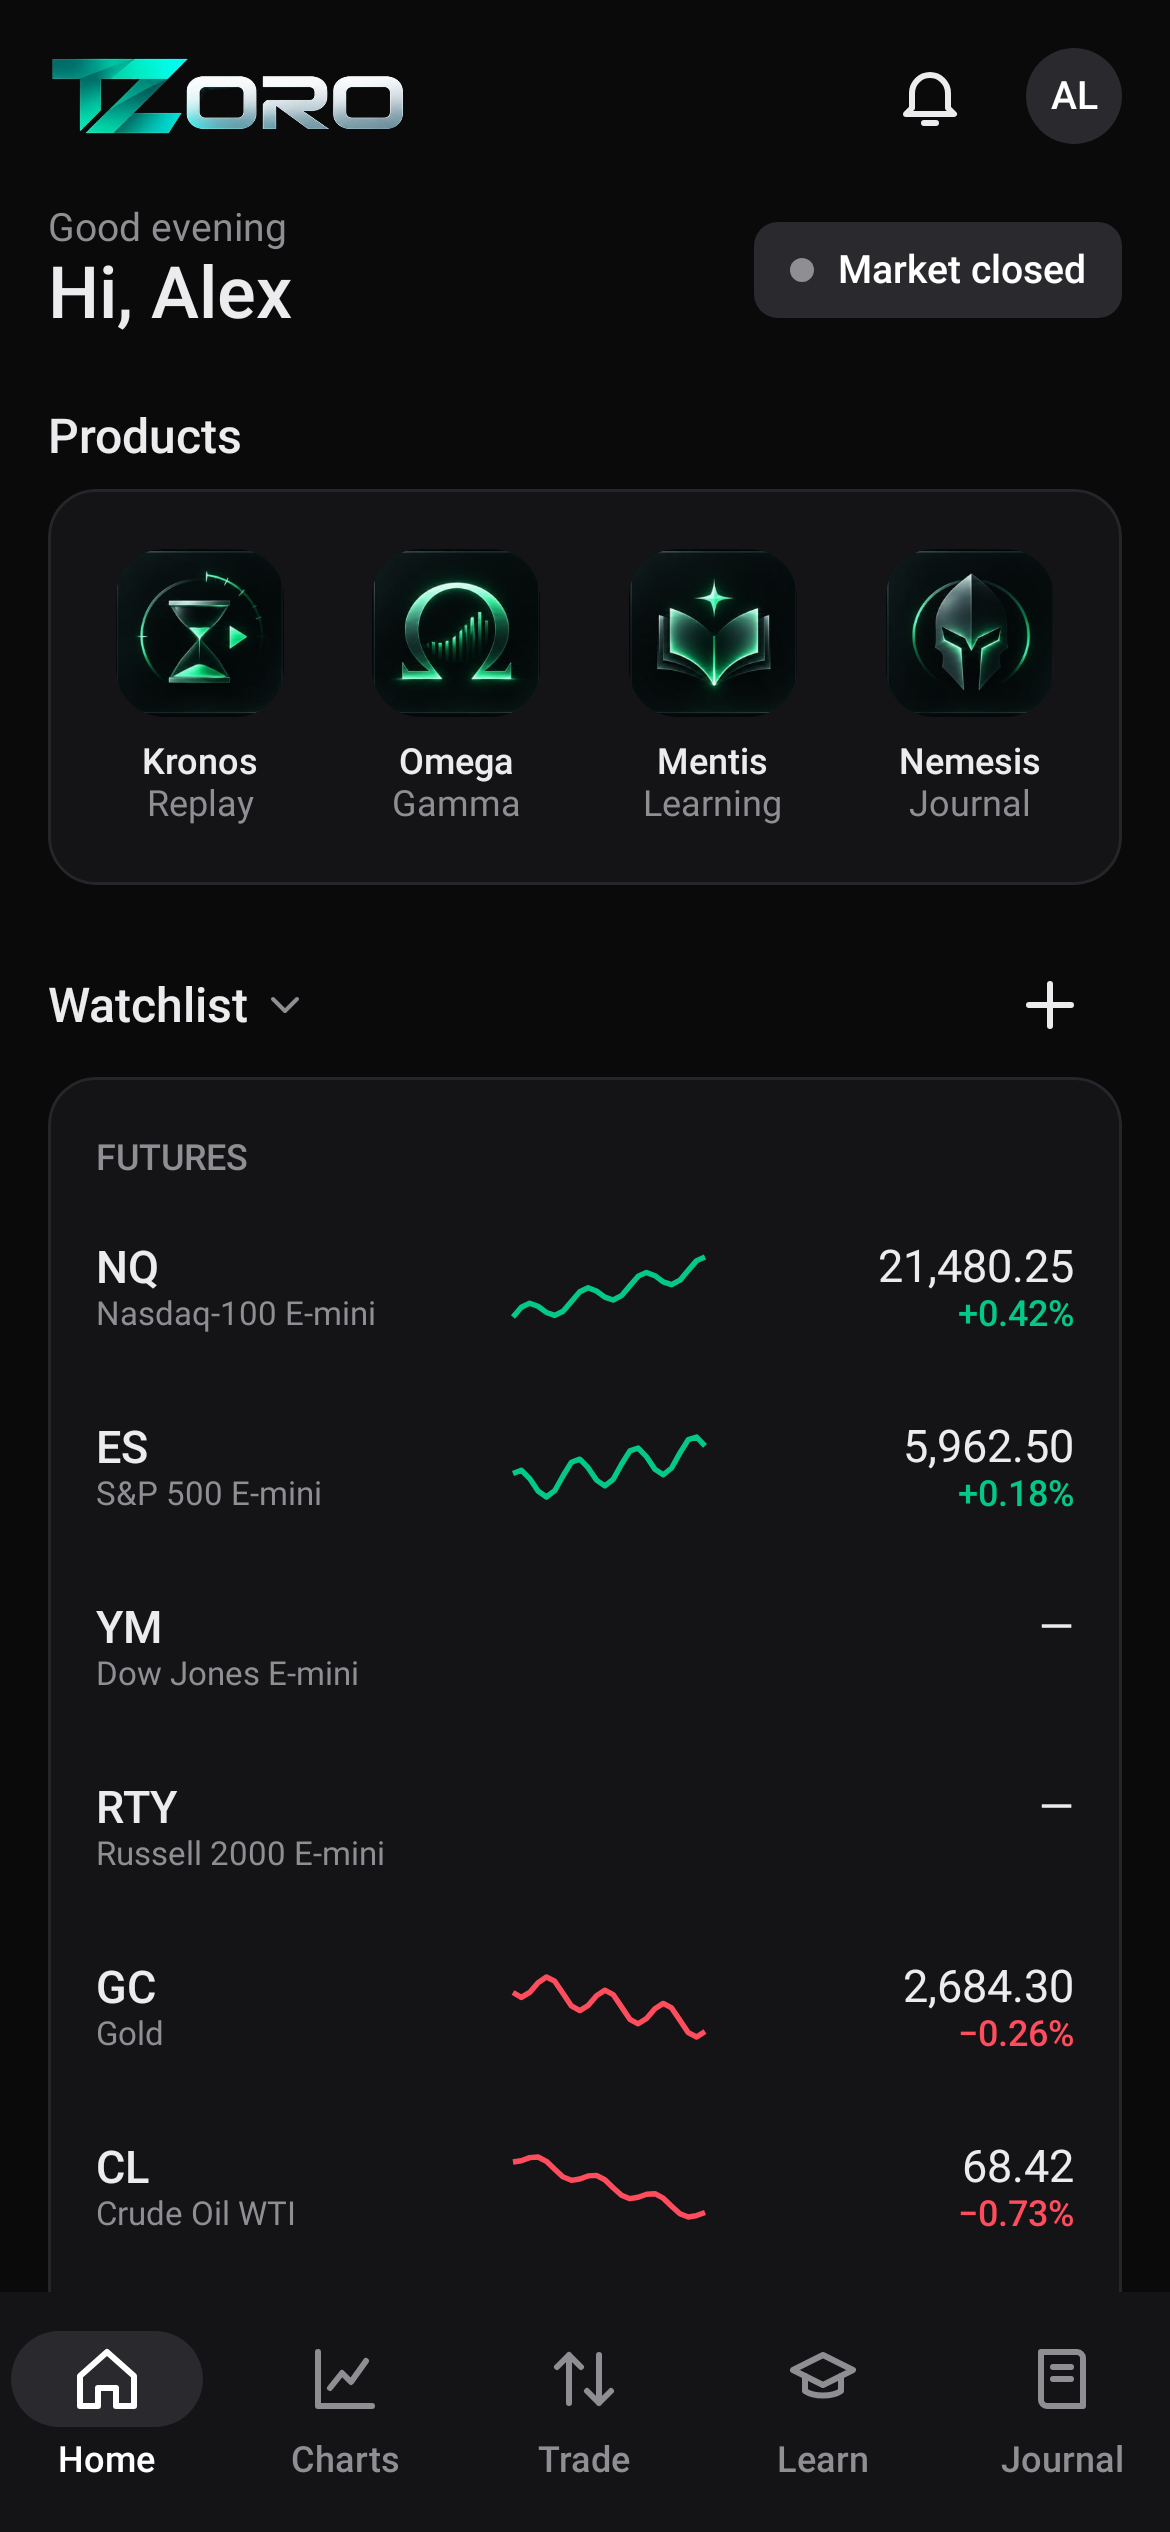 TZORO
AL
Good evening
Hi, Alex
Market closed
Products
Kronos
Replay
Omega
Gamma
Mentis
Learning
Nemesis
Journal
Watchlist
FUTURES
NQ
21,480.25
Nasdaq-100 E-mini
+0.42%
ES
5,962.50
S&P 500 E-mini
+0.18%
YM
—
Dow Jones E-mini
RTY
—
Russell 2000 E-mini
GC
2,684.30
Gold
−0.26%
CL
68.42
Crude Oil WTI
−0.73%
Home
Charts
Trade
Learn
Journal